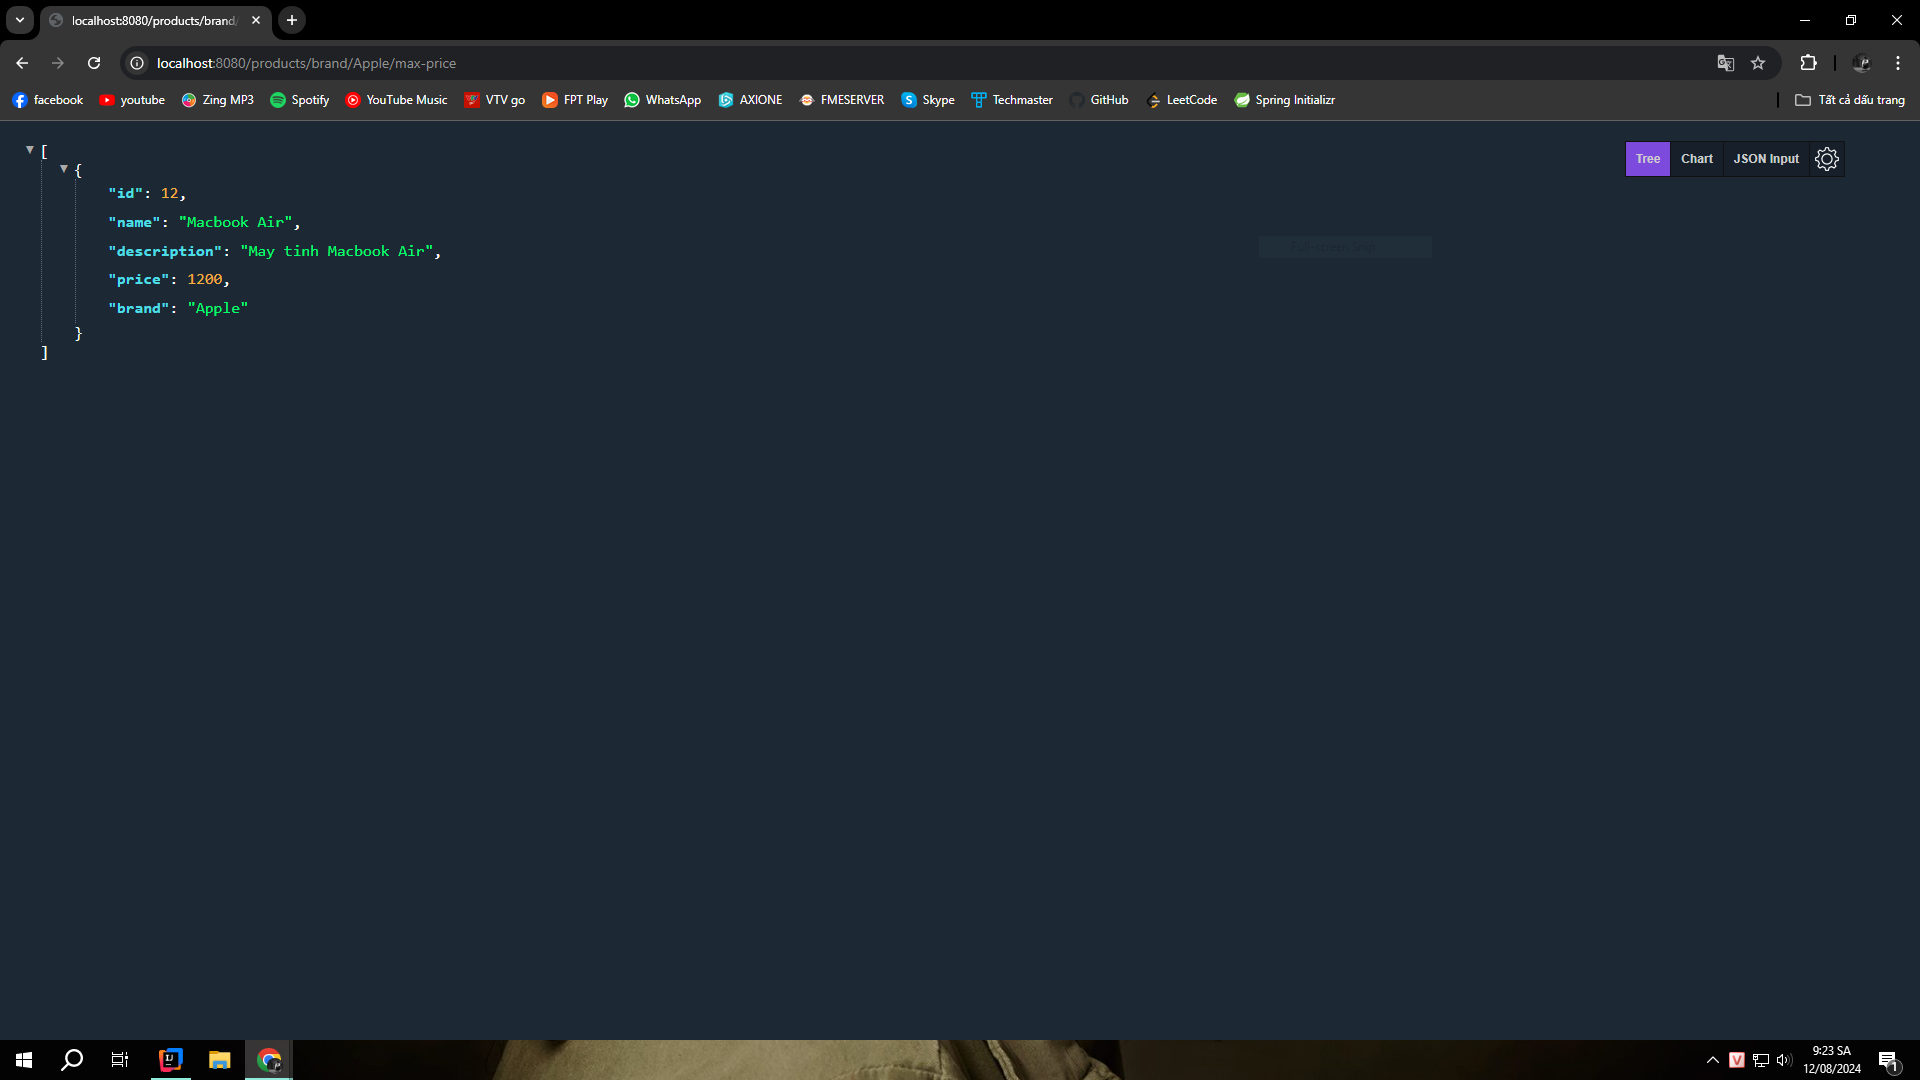 localhost:8080/products/brand/
localhost:8080/products/brand/Apple/max-price
facebook youtube Zing MP3 Spotify YouTube Music VTV go FPT Play WhatsApp AXIONE FMESERVER Skype Techmaster GitHub LeetCode Spring Initializr Tất cả dấu trang
Tree Chart JSON Input
[
{
"id": 12,
"name": "Macbook Air",
"description": "May tinh Macbook Air",
"price": 1200,
"brand": "Apple"
}
]
9:23 SA
12/08/2024
1